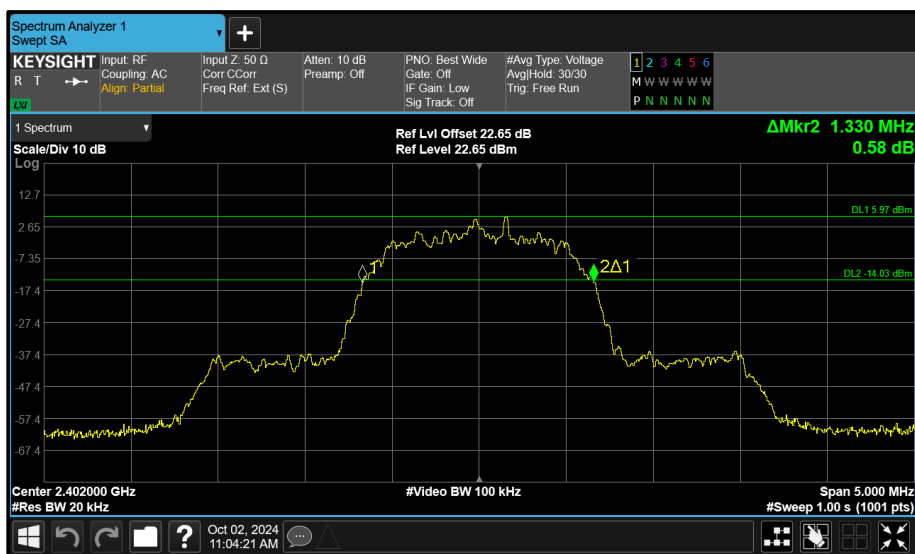 Spectrum Analyzer 1
Swept SA
+
KEYSIGHT
R T
LXI
Input: RF
Coupling: AC
Align: Partial
Input Z: 50 Ω
Corr CCorr
Freq Ref: Ext (S)
Atten: 10 dB
Preamp: Off
PNO: Best Wide
Gate: Off
IF Gain: Low
Sig Track: Off
#Avg Type: Voltage
Avg|Hold: 30/30
Trig: Free Run
1 2 3 4 5 6
M W W W W W
P N N N N N
1 Spectrum
Scale/Div 10 dB
Log
Ref Lvl Offset 22.65 dB
Ref Level 22.65 dBm
ΔMkr2 1.330 MHz
0.58 dB
12.7
2.65
-7.35
-17.4
-27.4
-37.4
-47.4
-57.4
-67.4
DL1 5.97 dBm
1
2Δ1
DL2 -14.03 dBm
Center 2.402000 GHz
#Res BW 20 kHz
#Video BW 100 kHz
Span 5.000 MHz
#Sweep 1.00 s (1001 pts)
?
Oct 02, 2024
11:04:21 AM